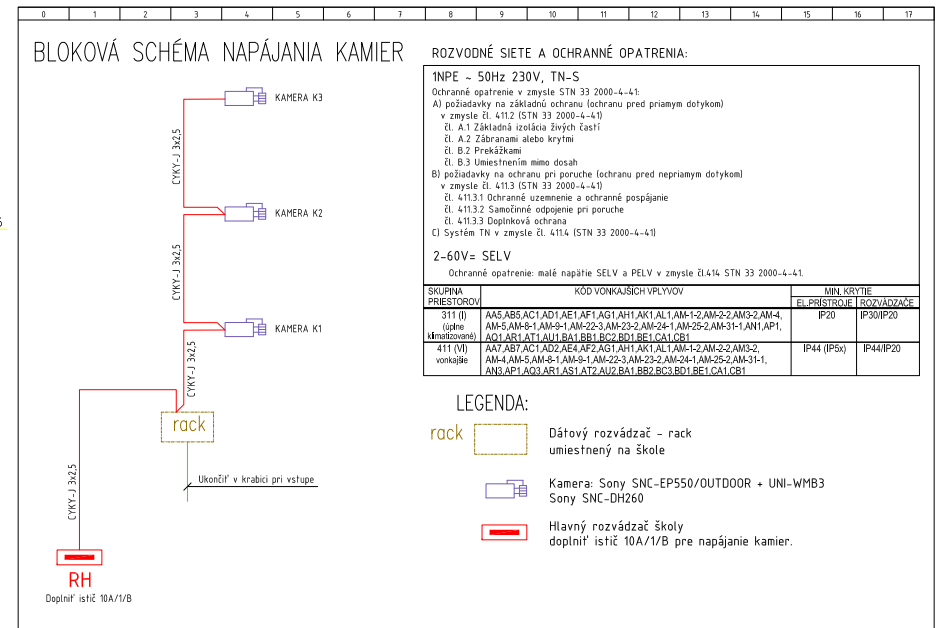 0 1 2 3 4 5 6 7 8 9 10 11 12 13 14 15 16 17
BLOKOVÁ SCHÉMA NAPÁJANIA KAMIER
KAMERA K3
CYKY-J 3x2,5
KAMERA K2
CYKY-J 3x2,5
KAMERA K1
CYKY-J 3x2,5
rack
Ukončiť v krabici pri vstupe
CYKY-J 3x2,5
RH
Doplniť istič 10A/1/B
ROZVODNÉ SIETE A OCHRANNÉ OPATRENIA:
1NPE ~ 50Hz 230V, TN-S
Ochranné opatrenie v zmysle STN 33 2000-4-41:
A) požiadavky na základnú ochranu (ochranu pred priamym dotykom)
v zmysle čl. 411.2 (STN 33 2000-4-41)
čl. A.1 Základná izolácia živých častí
čl. A.2 Zábranami alebo krytmi
čl. B.2 Prekážkami
čl. B.3 Umiestnením mimo dosah
B) požiadavky na ochranu pri poruche (ochranu pred nepriamym dotykom)
v zmysle čl. 411.3 (STN 33 2000-4-41)
čl. 411.3.1 Ochranné uzemnenie a ochranné pospájanie
čl. 411.3.2 Samočinné odpojenie pri poruche
čl. 411.3.3 Doplnková ochrana
C) Systém TN v zmysle čl. 411.4 (STN 33 2000-4-41)
2-60V= SELV
Ochranné opatrenie: malé napätie SELV a PELV v zmysle čl.414 STN 33 2000-4-41.
SKUPINA PRIESTOROV KÓD VONKAJŠÍCH VPLYVOV MIN. KRYTIE
EL.PRÍSTROJE ROZVÁDZAČE
311 (I) AA5,AB5,AC1,AD1,AE1,AF1,AG1,AH1,AK1,AL1,AM-1-2,AM-2-2,AM3-2,AM-4, IP20 IP30/IP20
(úplne AM-5,AM-8-1,AM-9-1,AM-22-3,AM-23-2,AM-24-1,AM-25-2,AM-31-1,AN1,AP1,
klimatizované) AQ1,AR1,AT1,AU1,BA1,BB1,BC2,BD1,BE1,CA1,CB1
411 (VI) AA7,AB7,AC1,AD2,AE4,AF2,AG1,AH1,AK1,AL1,AM-1-2,AM-2-2,AM3-2, IP44 (IP5x) IP44/IP20
vonkajšie AM-4,AM-5,AM-8-1,AM-9-1,AM-22-3,AM-23-2,AM-24-1,AM-25-2,AM-31-1,
AN3,AP1,AQ3,AR1,AS1,AT2,AU2,BA1,BB2,BC3,BD1,BE1,CA1,CB1
LEGENDA:
rack Dátový rozvádzač - rack
umiestnený na škole
Kamera: Sony SNC-EP550/OUTDOOR + UNI-WMB3
Sony SNC-DH260
Hlavný rozvádzač školy
doplniť istič 10A/1/B pre napájanie kamier.